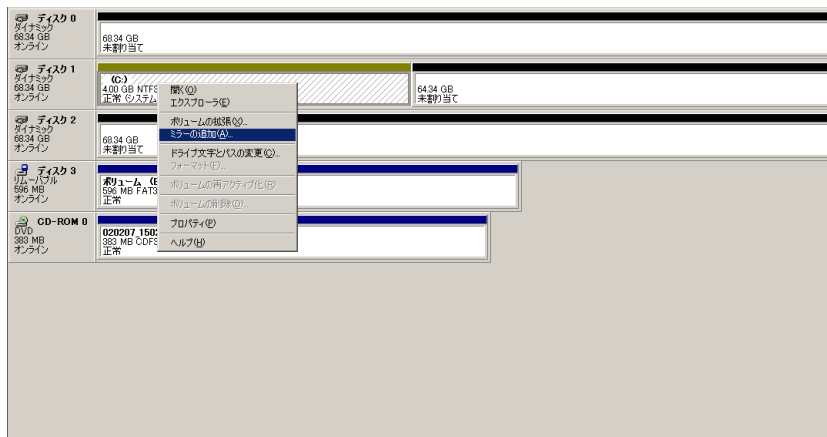 ディスク 0
ダイナミック
68.34 GB
オンライン
68.34 GB
未割り当て
ディスク 1
ダイナミック
68.34 GB
オンライン
(C:)
4.00 GB NTFS
正常 (システム
64.34 GB
未割り当て
開く(O)
エクスプローラ(E)
ボリュームの拡張(X)...
ミラーの追加(A)...
ドライブ文字とパスの変更(C)...
フォーマット(F)...
ボリュームの再アクティブ化(R)
ボリュームの削除(D)...
プロパティ(P)
ヘルプ(H)
ディスク 2
ダイナミック
68.34 GB
オンライン
68.34 GB
未割り当て
ディスク 3
リムーバブル
596 MB
オンライン
ボリューム (E
596 MB FAT3
正常
CD-ROM 0
DVD
383 MB
オンライン
020207_1502
383 MB CDFS
正常